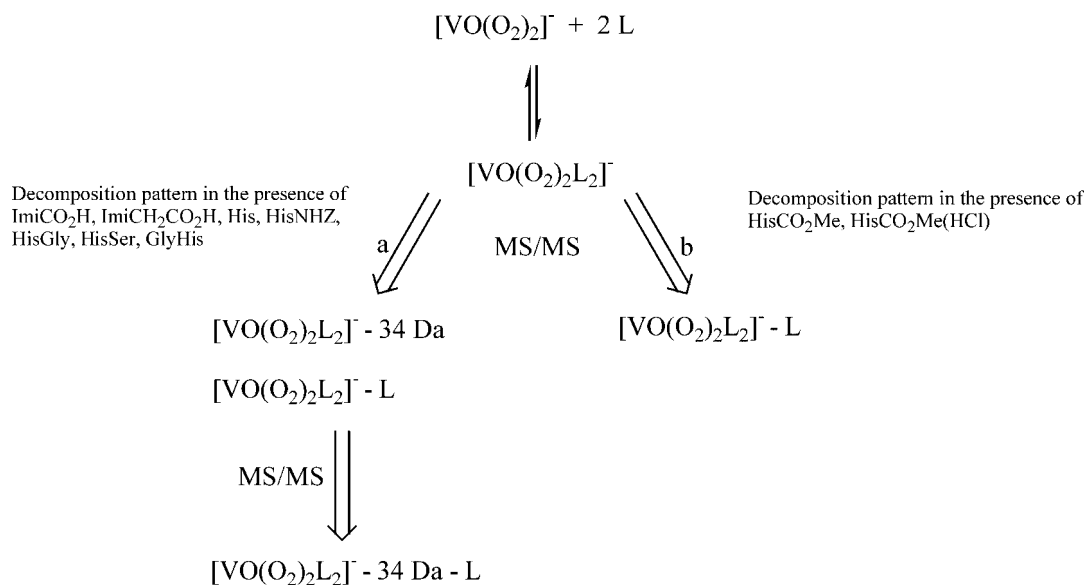 [VO(O₂)₂]⁻ + 2 L
[VO(O₂)₂L₂]⁻
Decomposition pattern in the presence of
ImiCO₂H, ImiCH₂CO₂H, His, HisNHZ,
HisGly, HisSer, GlyHis
Decomposition pattern in the presence of
HisCO₂Me, HisCO₂Me(HCl)
a
MS/MS
b
[VO(O₂)₂L₂]⁻ - 34 Da
[VO(O₂)₂L₂]⁻ - L
[VO(O₂)₂L₂]⁻ - L
MS/MS
[VO(O₂)₂L₂]⁻ - 34 Da - L